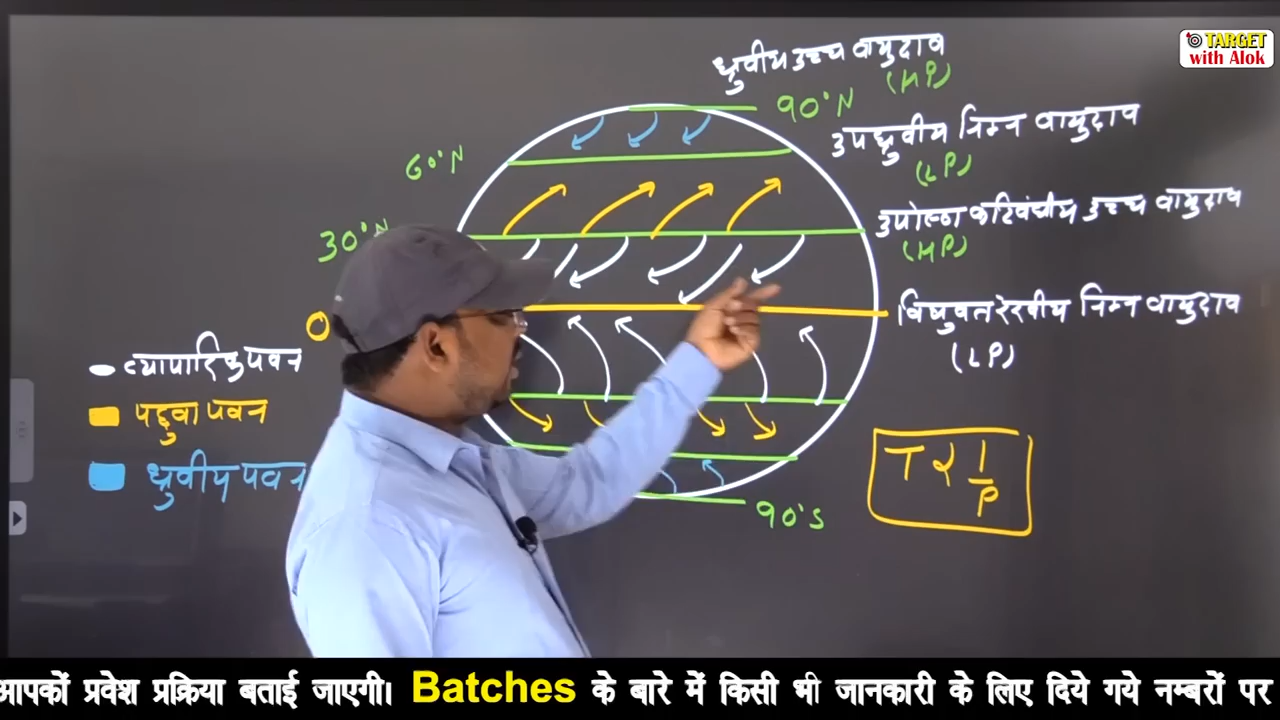 TARGET
with Alok
ध्रुवीय उच्च वायुदाब
(HP)
90°N
60°N
उपध्रुवीय निम्न वायुदाब
(LP)
30°N
उपोष्ण कटिबंधीय उच्च वायुदाब
(HP)
0
विषुवत रेखीय निम्न वायुदाब
(LP)
व्यापारिक पवन
पछुवा पवन
ध्रुवीय पवन
T ∝ 1/P
90°S
आपकों प्रवेश प्रक्रिया बताई जाएगी। Batches के बारे में किसी भी जानकारी के लिए दिये गये नम्बरों पर